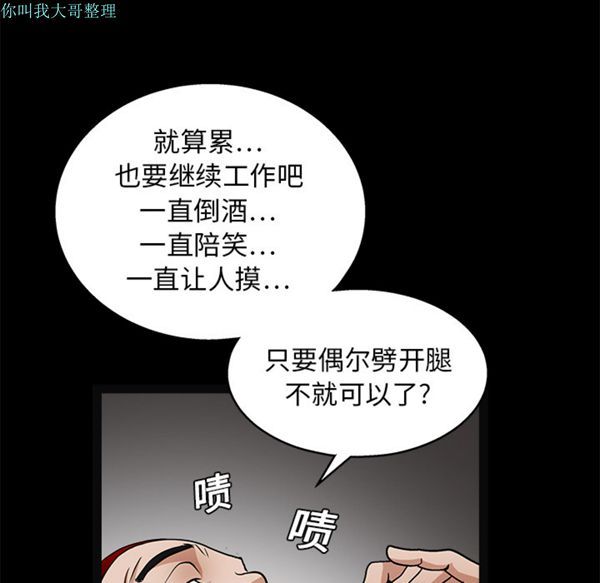 你叫我大哥整理
就算累...
也要继续工作吧
一直倒酒...
一直陪笑...
一直让人摸...
只要偶尔劈开腿
不就可以了?
啧
啧